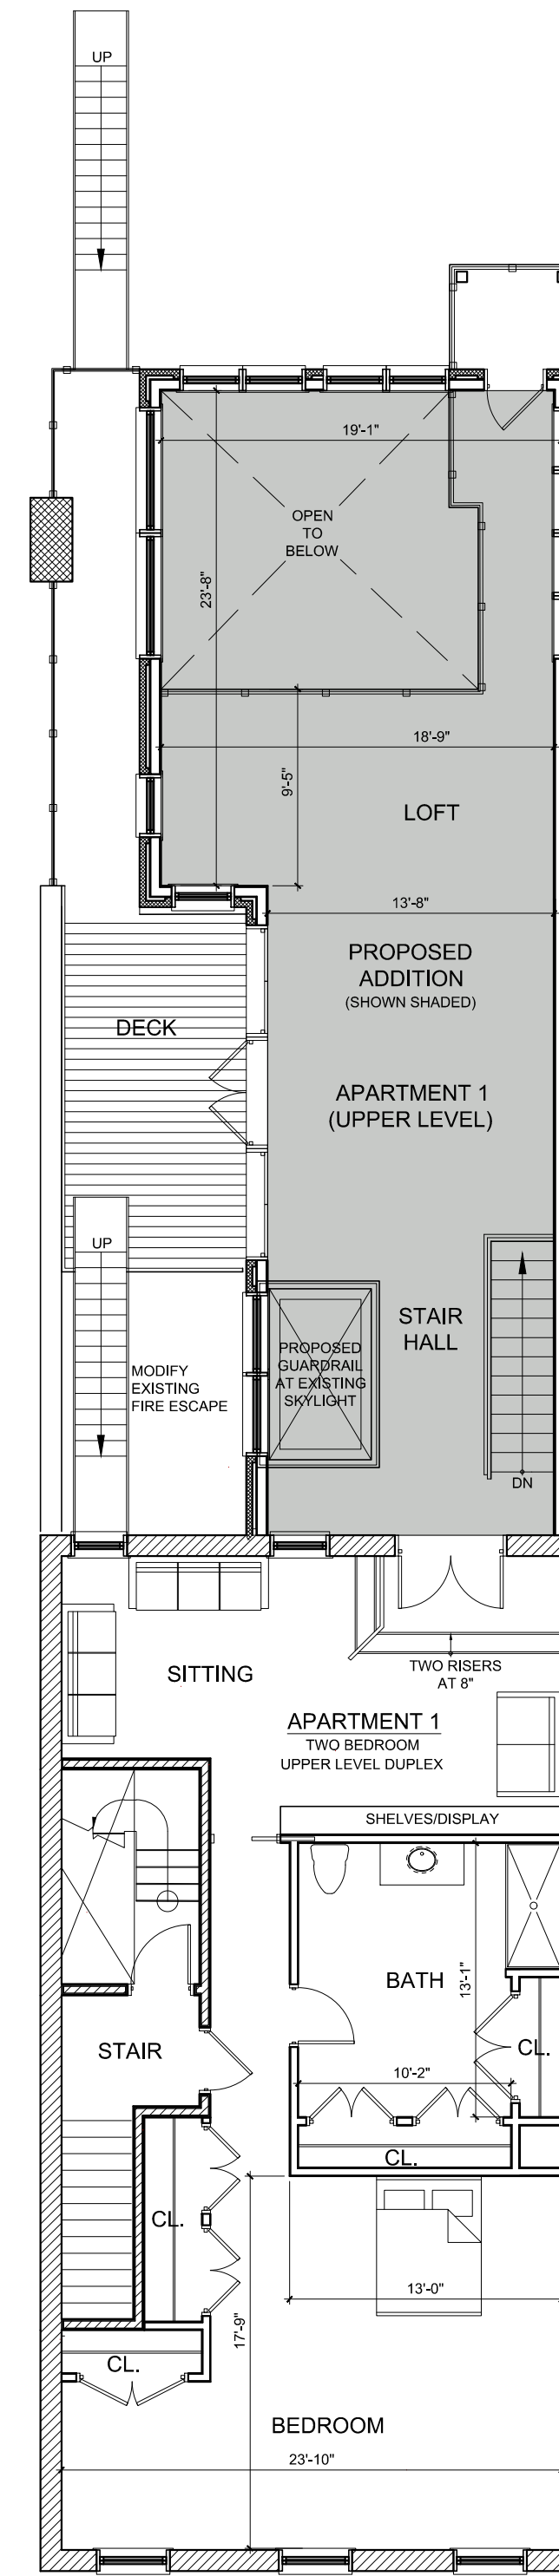 UP
19'-1"
OPEN
TO
BELOW
23'-8"
18'-9"
9'-5"
LOFT
13'-8"
PROPOSED
ADDITION
(SHOWN SHADED)
DECK
APARTMENT 1
(UPPER LEVEL)
UP
STAIR
HALL
PROPOSED
GUARDRAIL
AT EXISTING
SKYLIGHT
MODIFY
EXISTING
FIRE ESCAPE
DN
SITTING
TWO RISERS
AT 8"
APARTMENT 1
TWO BEDROOM
UPPER LEVEL DUPLEX
SHELVES/DISPLAY
BATH
13'-1"
STAIR
CL.
10'-2"
CL.
CL.
13'-0"
17'-9"
CL.
BEDROOM
23'-10"